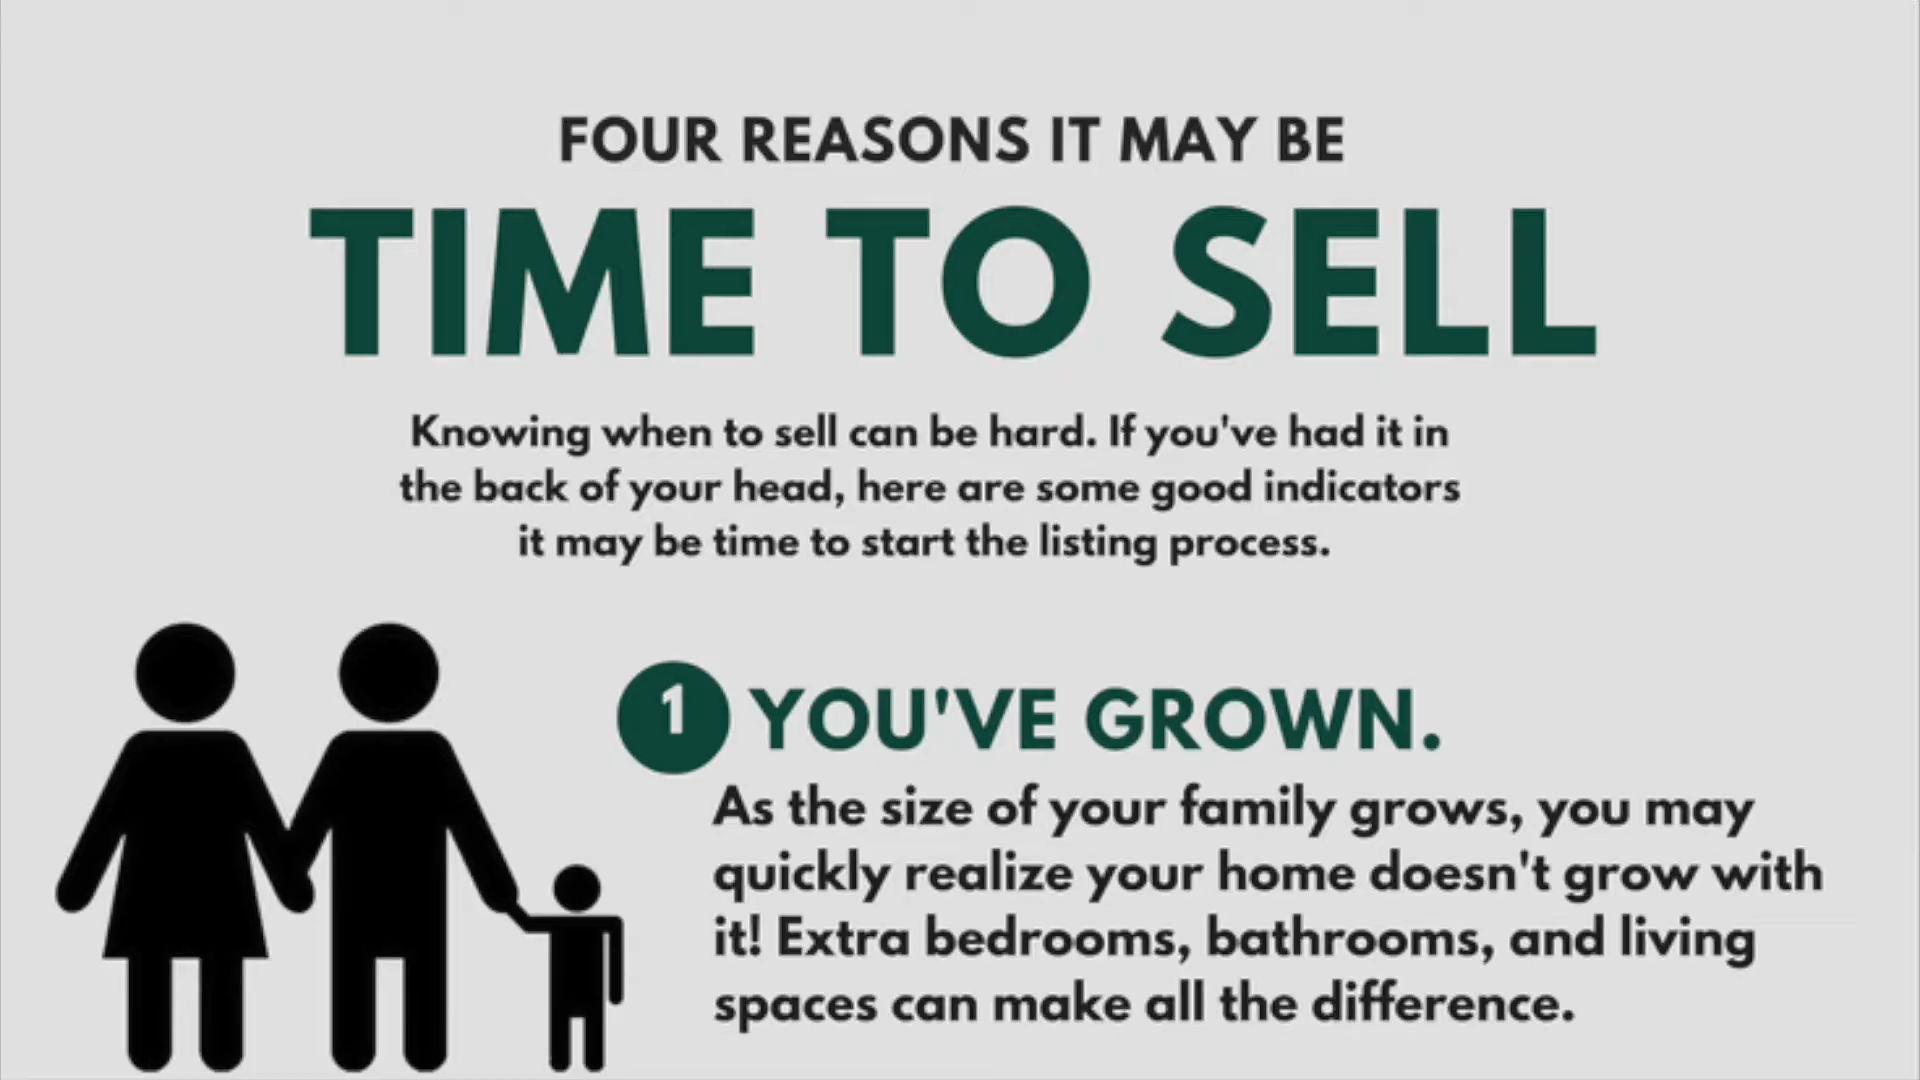 FOUR REASONS IT MAY BE
TIME TO SELL
Knowing when to sell can be hard. If you've had it in
the back of your head, here are some good indicators
it may be time to start the listing process.
1 YOU'VE GROWN.
As the size of your family grows, you may
quickly realize your home doesn't grow with
it! Extra bedrooms, bathrooms, and living
spaces can make all the difference.